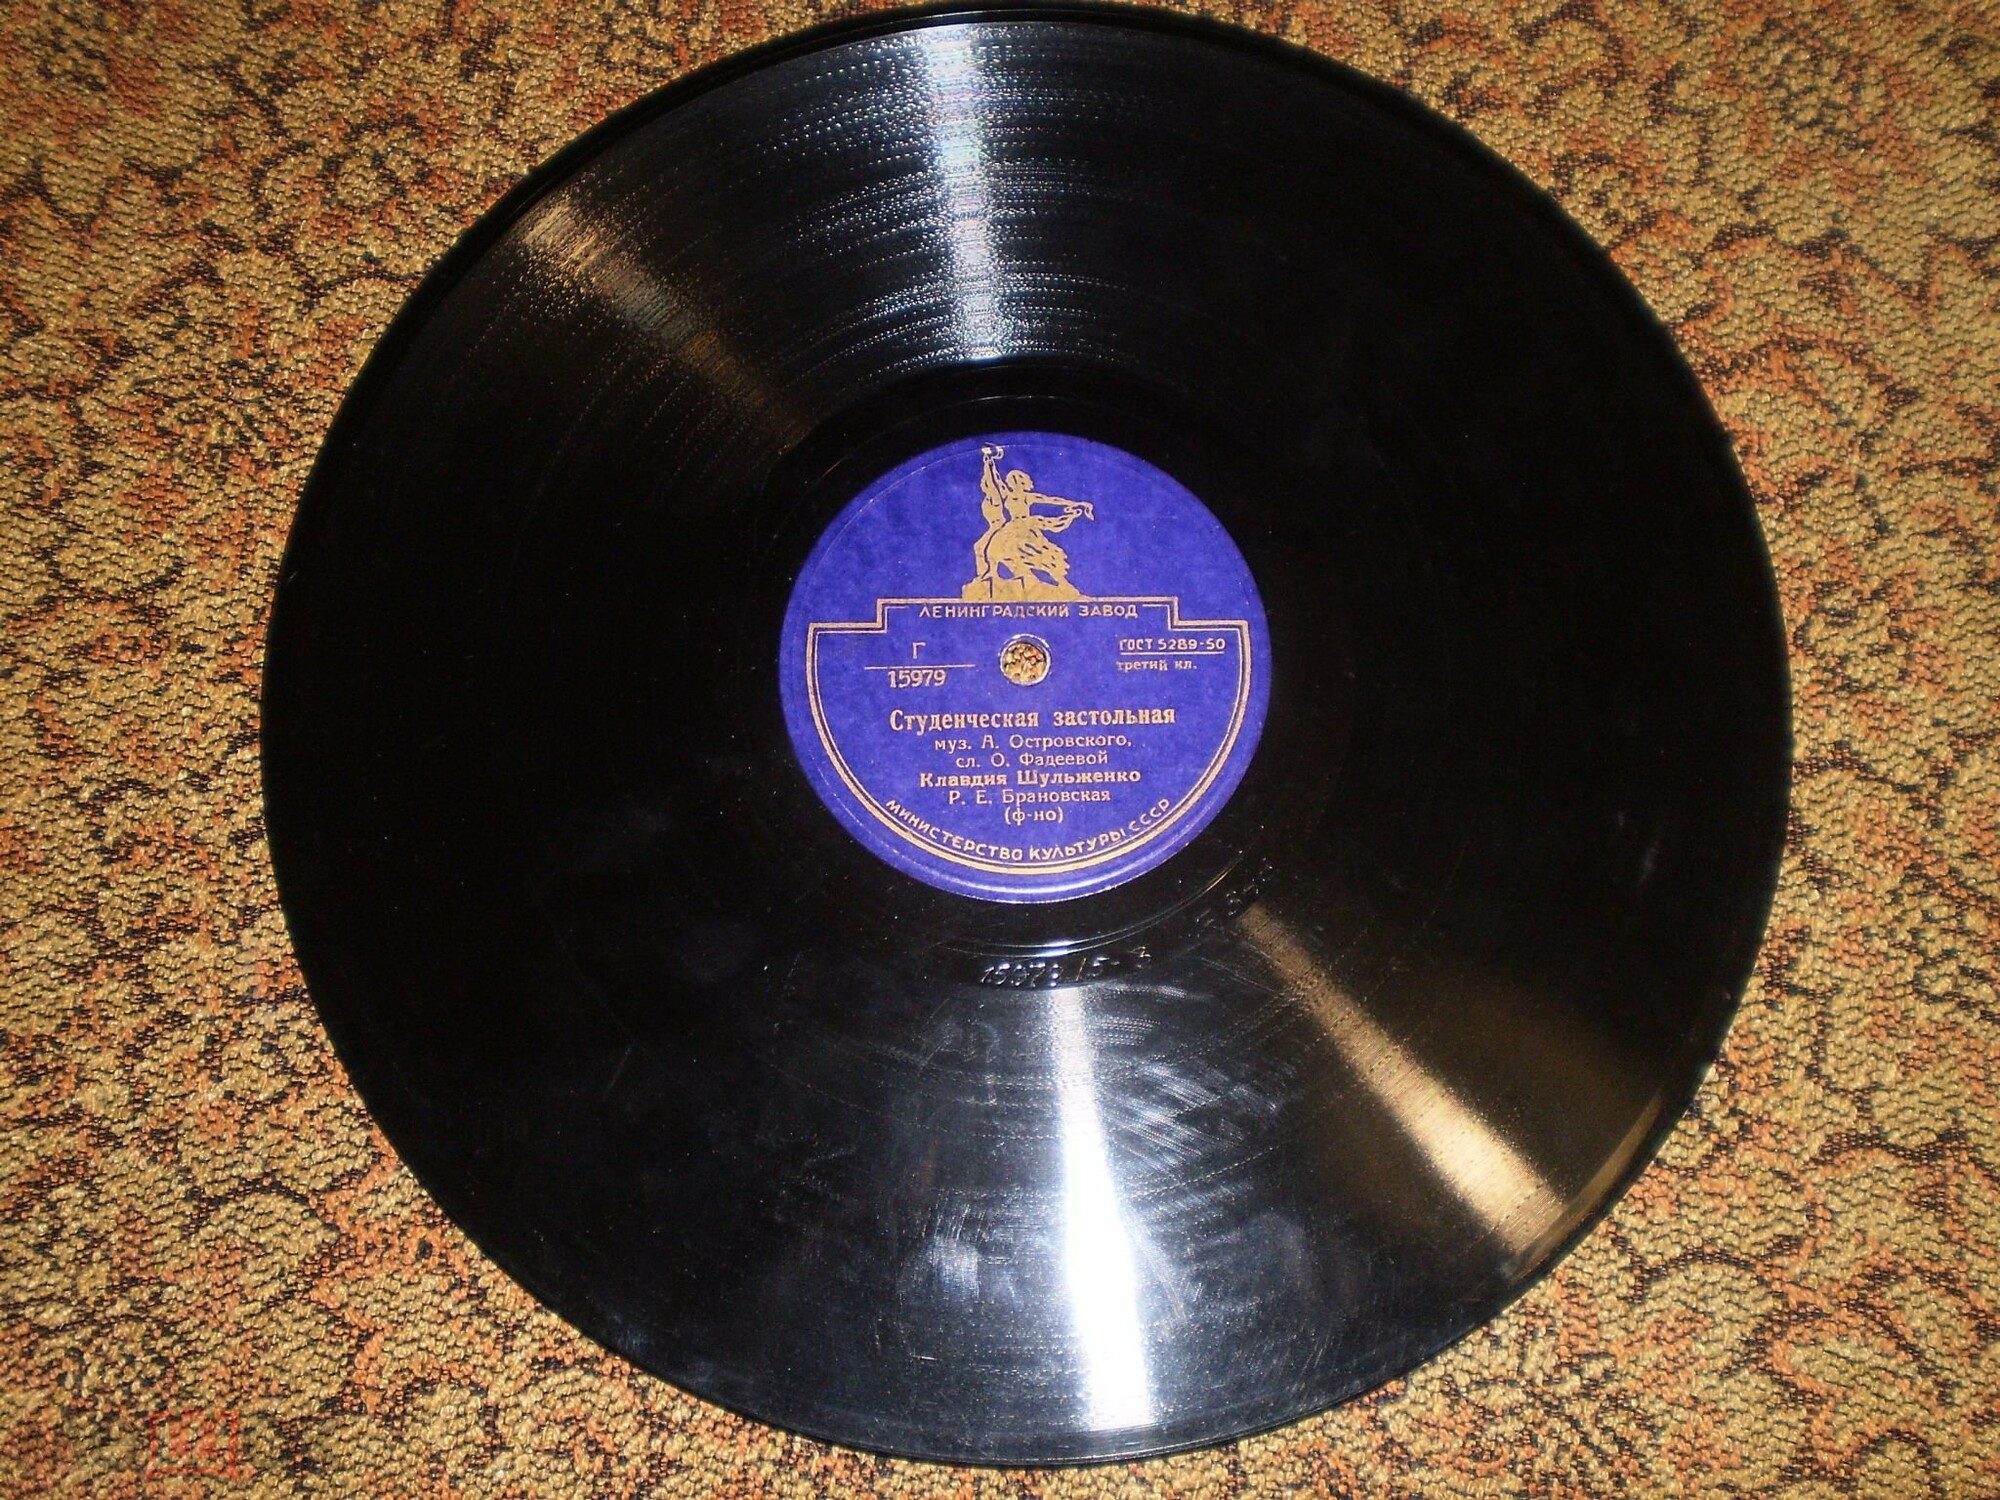 ЛЕНИНГРАДСКИЙ ЗАВОД
Г
15979
ГОСТ 5289-50
третий кл.
Студенческая застольная
муз. А. Островского,
сл. О. Фадеевой
Клавдия Шульженко
Р. Е. Брановская
(ф-но)
МИНИСТЕРСТВО КУЛЬТУРЫ СССР